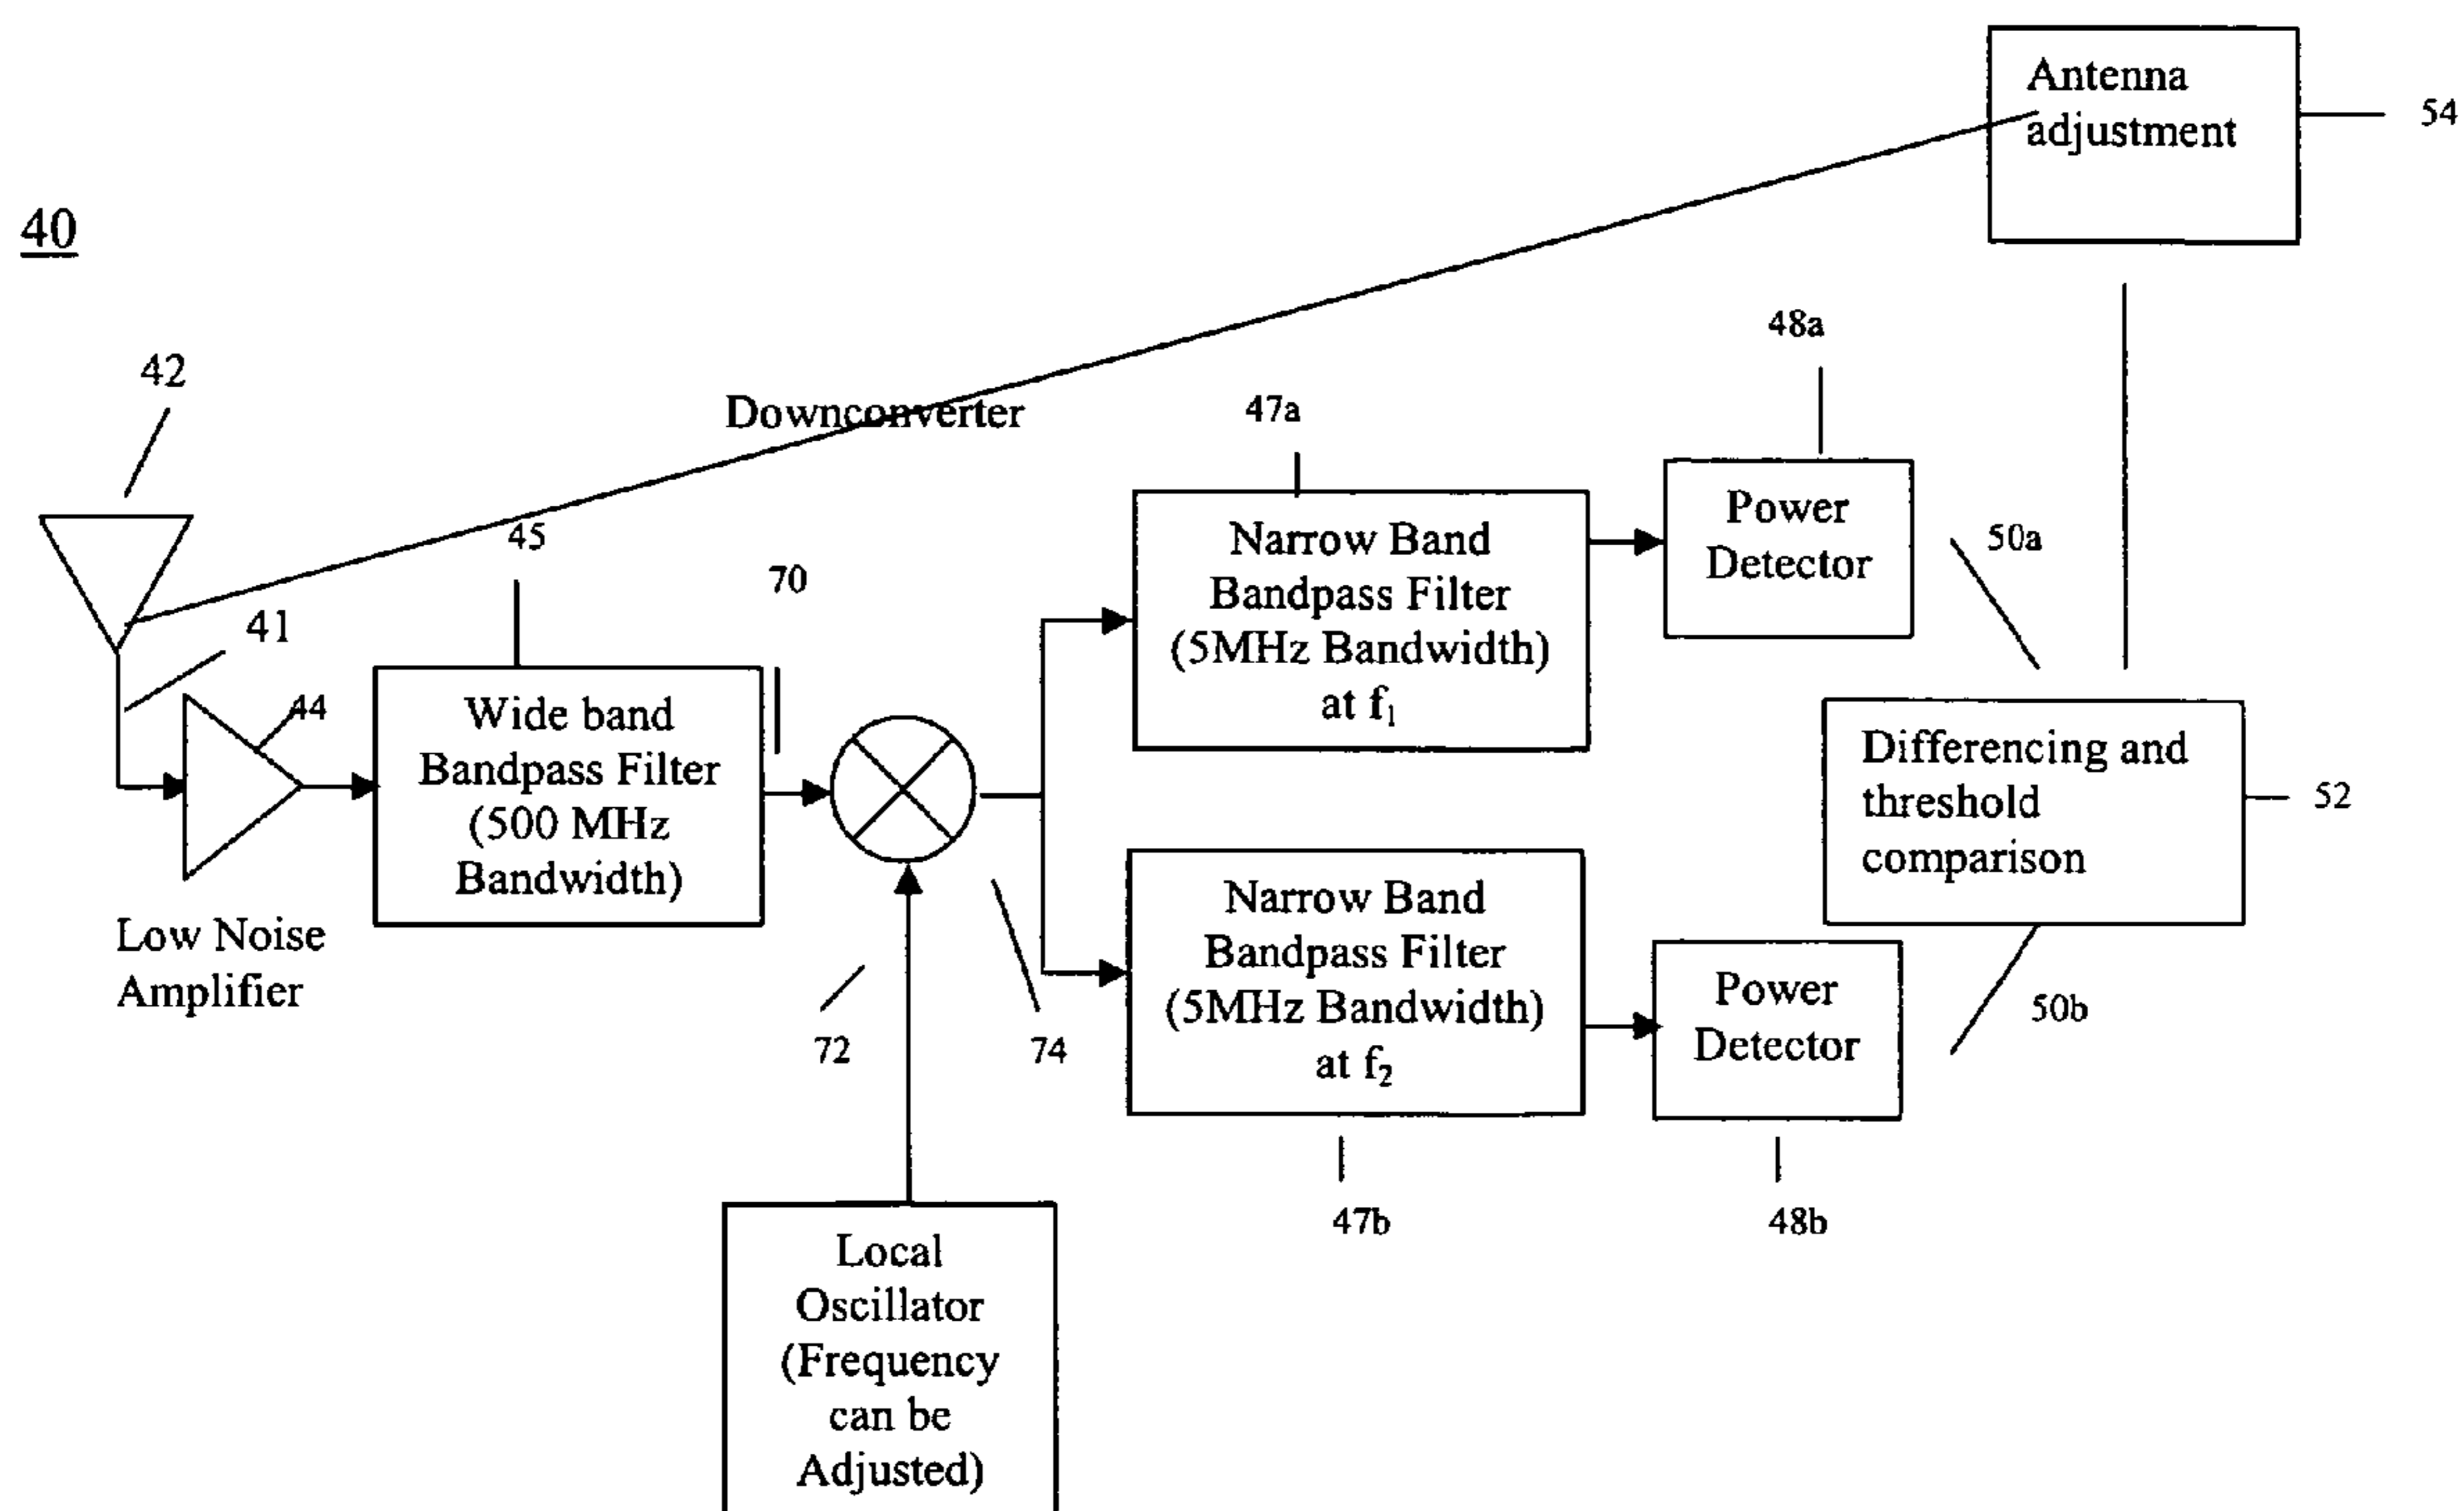 Antenna
adjustment
54
40
42
Downconverter
47a
48a
45
70
41
44
50a
Wide band
Bandpass Filter
(500 MHz
Bandwidth)
Narrow Band
Bandpass Filter
(5MHz Bandwidth)
at f₁
Power
Detector
Differencing and
threshold
comparison
52
Low Noise
Amplifier
72
74
Narrow Band
Bandpass Filter
(5MHz Bandwidth)
at f₂
Power
Detector
50b
47b
48b
Local
Oscillator
(Frequency
can be
Adjusted)